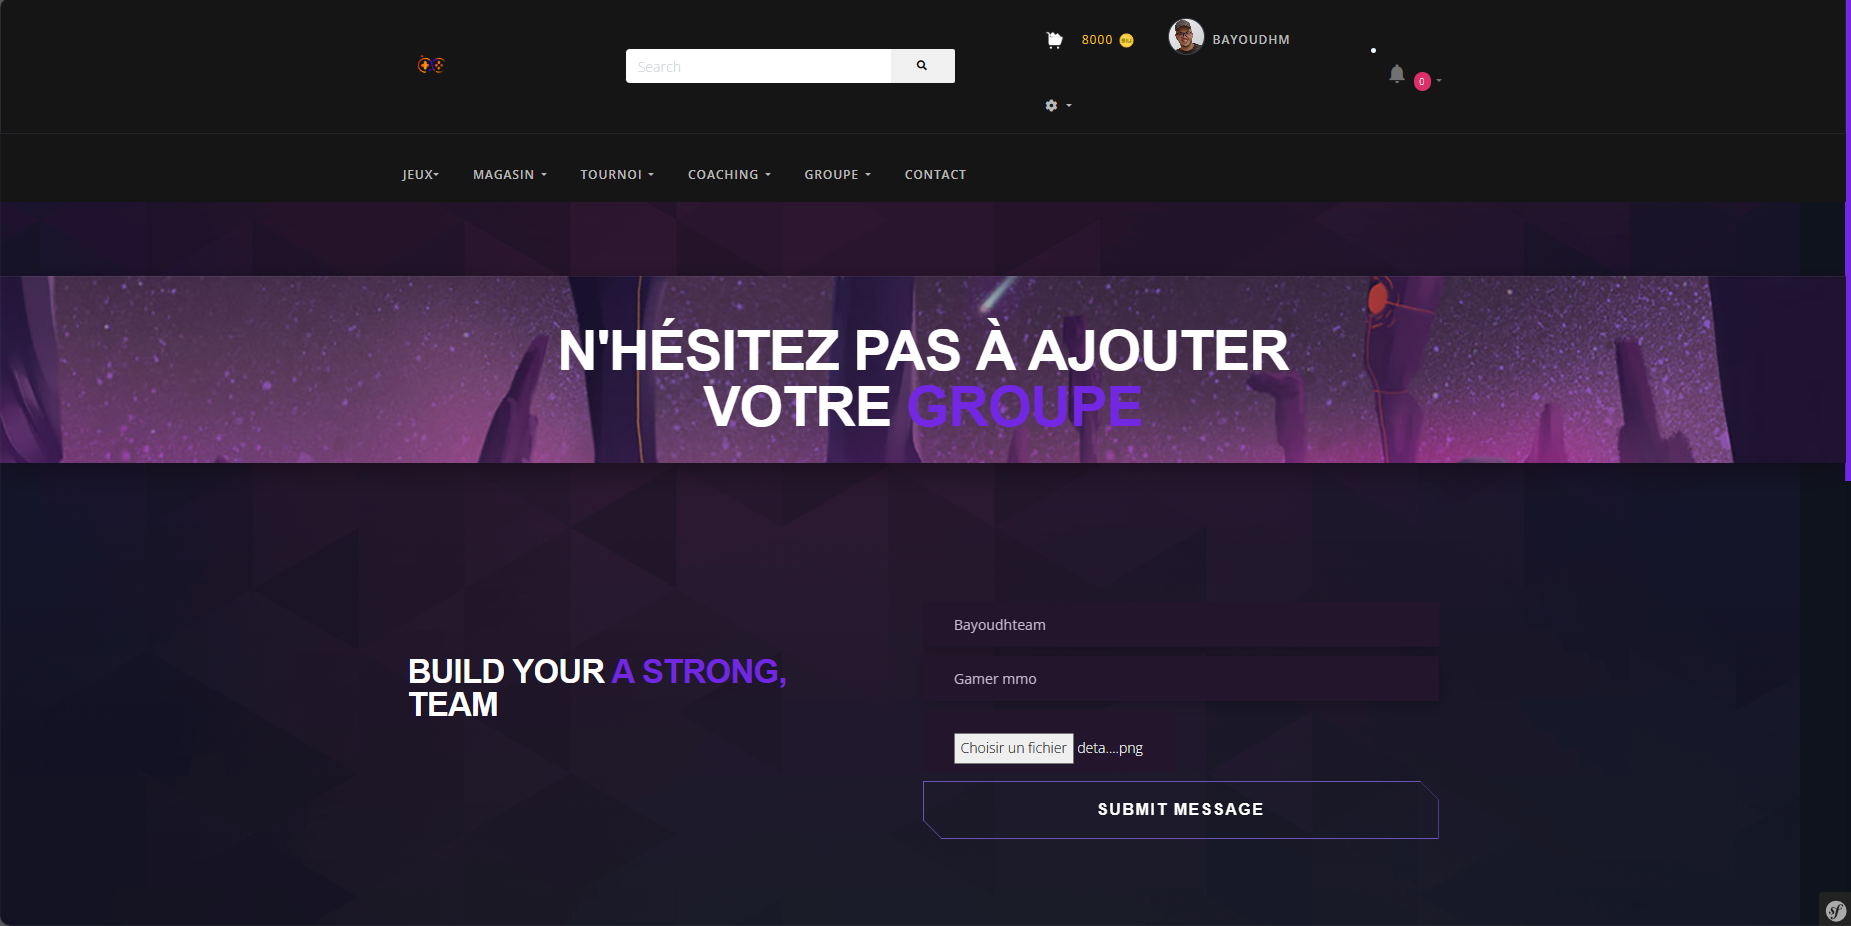 Search
8000
BAYOUDHM
0
JEUX
MAGASIN
TOURNOI
COACHING
GROUPE
CONTACT
N'HÉSITEZ PAS À AJOUTER
VOTRE GROUPE
BUILD YOUR A STRONG,
TEAM
Bayoudhteam
Gamer mmo
Choisir un fichier deta....png
SUBMIT MESSAGE
sf